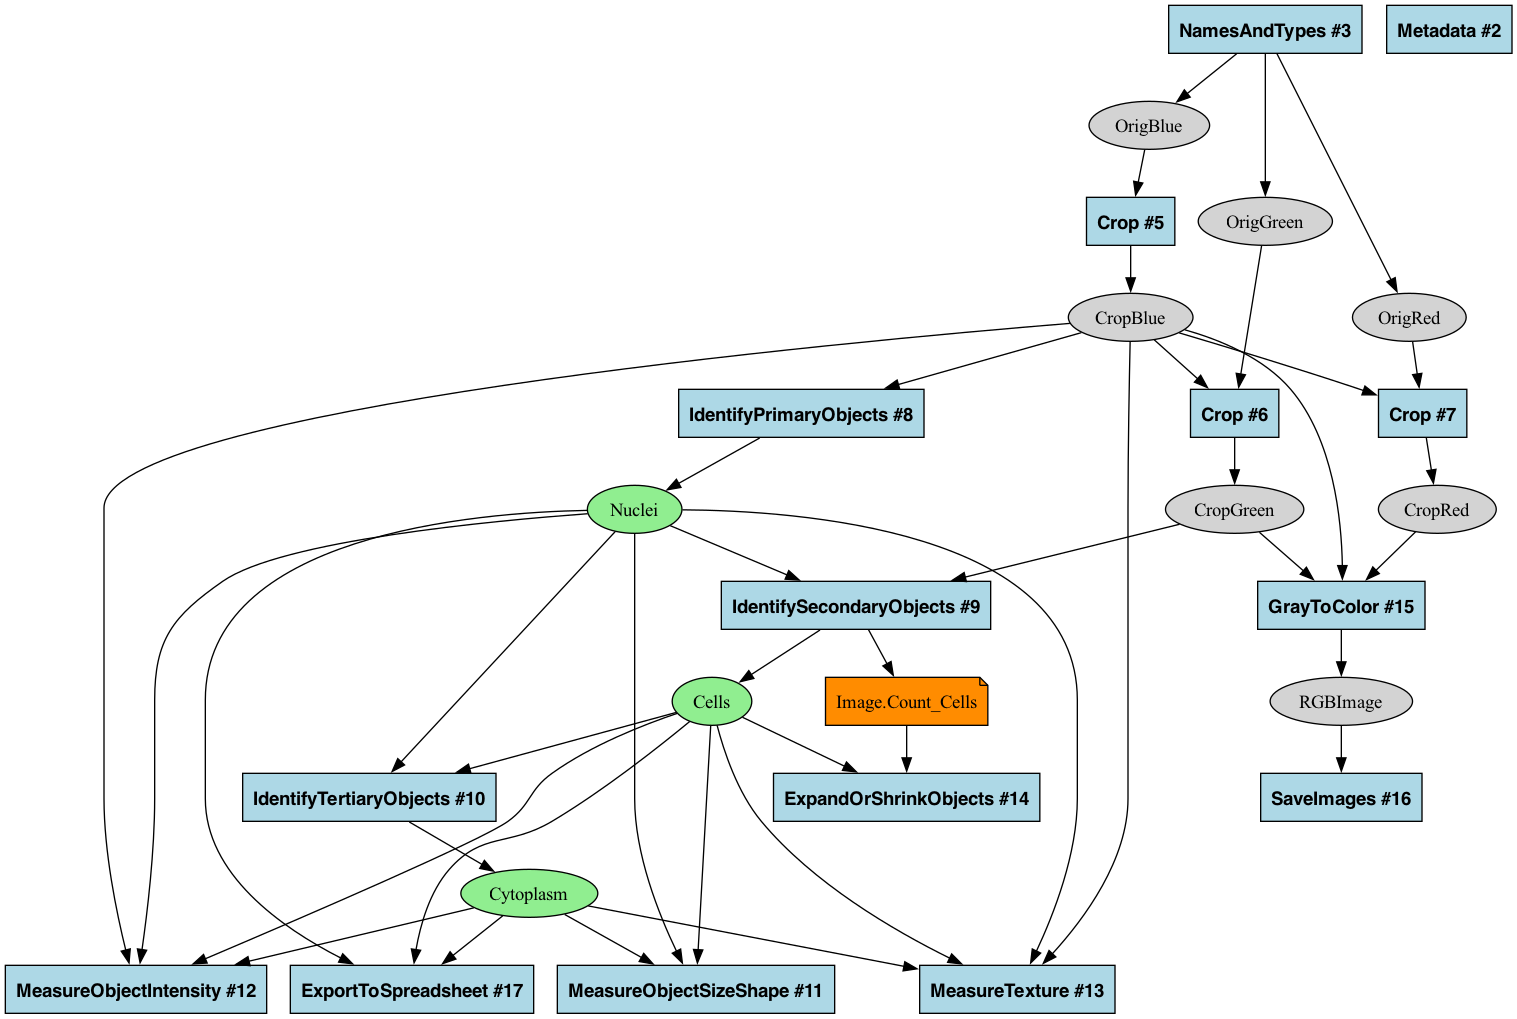 NamesAndTypes #3
Metadata #2
OrigBlue
Crop #5
OrigGreen
CropBlue
OrigRed
IdentifyPrimaryObjects #8
Crop #6
Crop #7
Nuclei
CropGreen
CropRed
IdentifySecondaryObjects #9
GrayToColor #15
Cells
Image.Count_Cells
RGBImage
IdentifyTertiaryObjects #10
ExpandOrShrinkObjects #14
SaveImages #16
Cytoplasm
MeasureObjectIntensity #12
ExportToSpreadsheet #17
MeasureObjectSizeShape #11
MeasureTexture #13